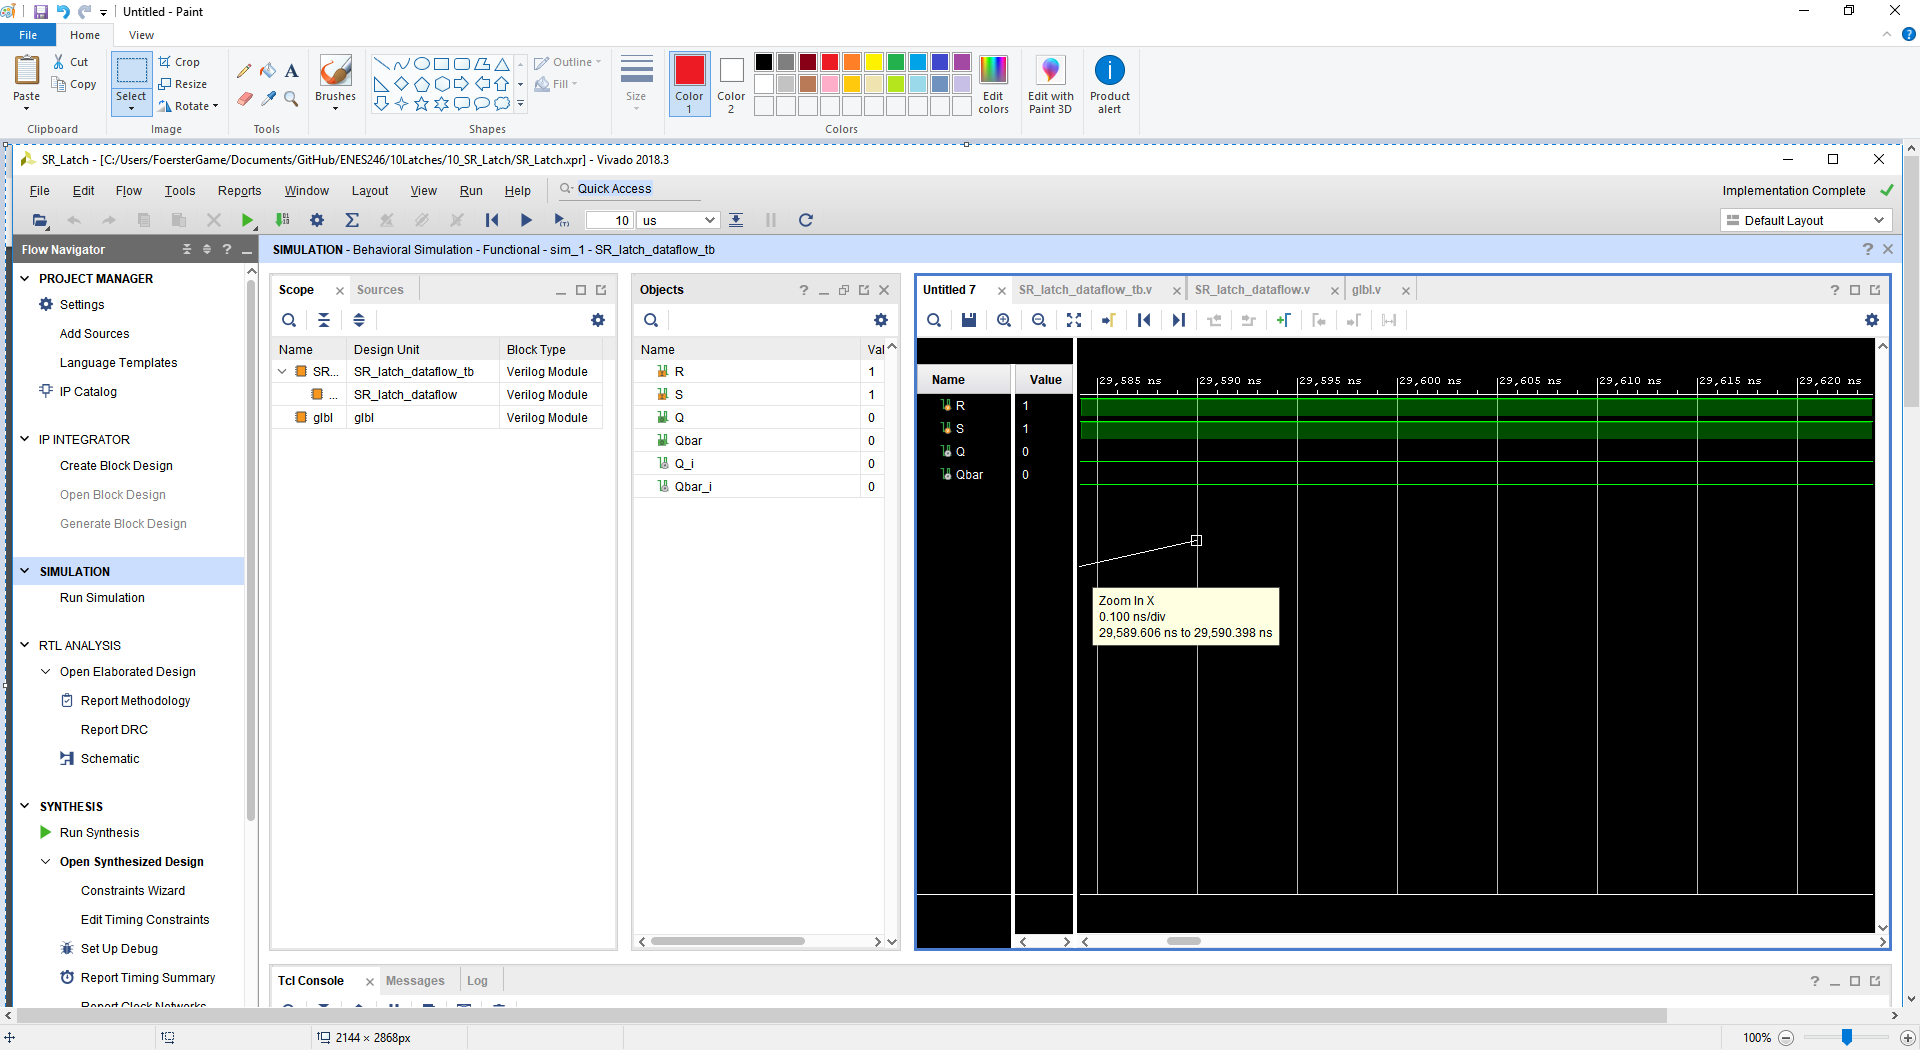 Untitled - Paint
File Home View
Paste Cut Copy Clipboard
Select Crop Resize Rotate Image
A Tools
Brushes
Shapes
Outline Fill
Size
Color 1 Color 2 Edit colors Colors
Edit with Paint 3D
Product alert
SR_Latch - [C:/Users/FoersterGame/Documents/GitHub/ENES246/10Latches/10_SR_Latch/SR_Latch.xpr] - Vivado 2018.3
File Edit Flow Tools Reports Window Layout View Run Help Quick Access
Implementation Complete
10 us
Default Layout
Flow Navigator
PROJECT MANAGER
Settings
Add Sources
Language Templates
IP Catalog
IP INTEGRATOR
Create Block Design
Open Block Design
Generate Block Design
SIMULATION
Run Simulation
RTL ANALYSIS
Open Elaborated Design
Report Methodology
Report DRC
Schematic
SYNTHESIS
Run Synthesis
Open Synthesized Design
Constraints Wizard
Edit Timing Constraints
Set Up Debug
Report Timing Summary
Report Clock Networks
SIMULATION - Behavioral Simulation - Functional - sim_1 - SR_latch_dataflow_tb
Scope Sources
Name Design Unit Block Type
SR... SR_latch_dataflow_tb Verilog Module
... SR_latch_dataflow Verilog Module
glbl glbl Verilog Module
Objects
Name Val
R 1
S 1
Q 0
Qbar 0
Q_i 0
Qbar_i 0
Untitled 7 SR_latch_dataflow_tb.v SR_latch_dataflow.v glbl.v
Name Value
29,585 ns 29,590 ns 29,595 ns 29,600 ns 29,605 ns 29,610 ns 29,615 ns 29,620 ns
R 1
S 1
Q 0
Qbar 0
Zoom In X
0.100 ns/div
29,589.606 ns to 29,590.398 ns
Tcl Console Messages Log
2144 × 2868px
100%